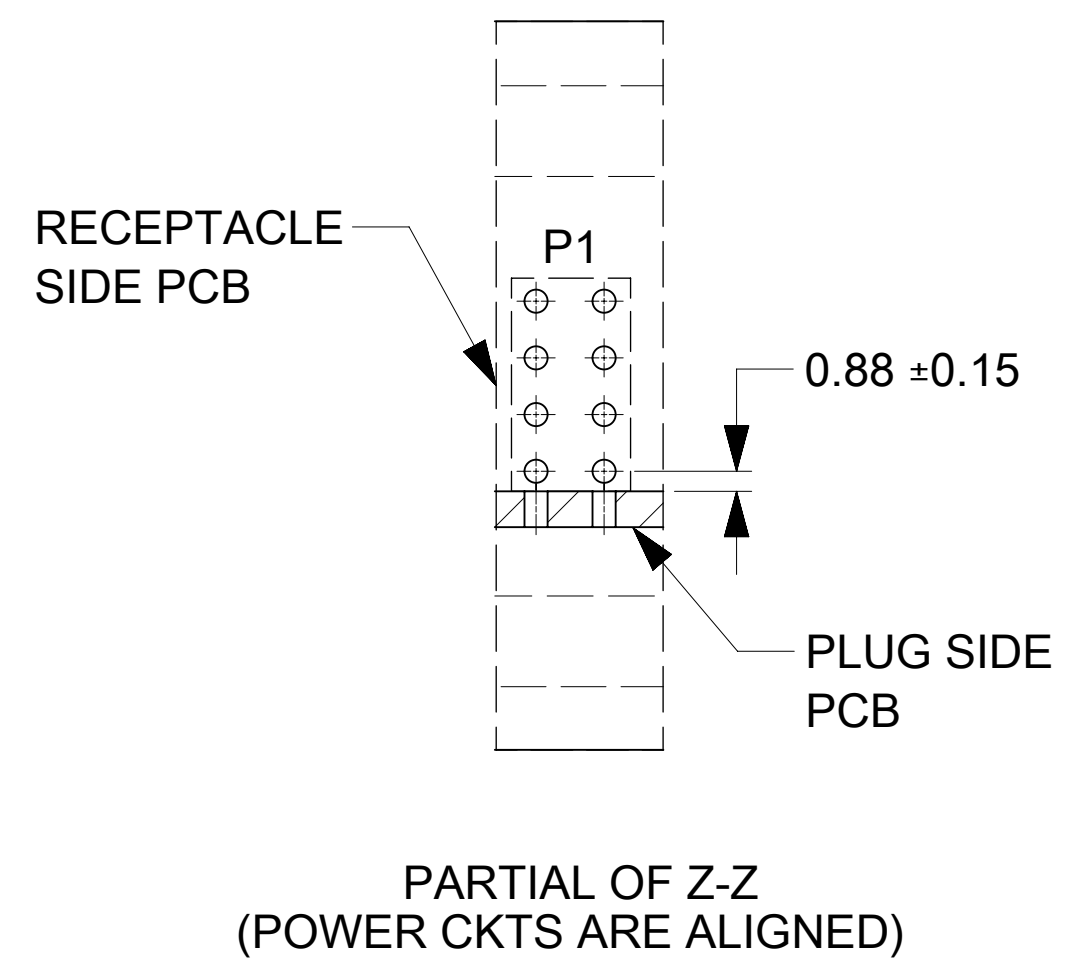 RECEPTACLE
SIDE PCB
P1
0.88 ±0.15
PLUG SIDE
PCB
PARTIAL OF Z-Z
(POWER CKTS ARE ALIGNED)